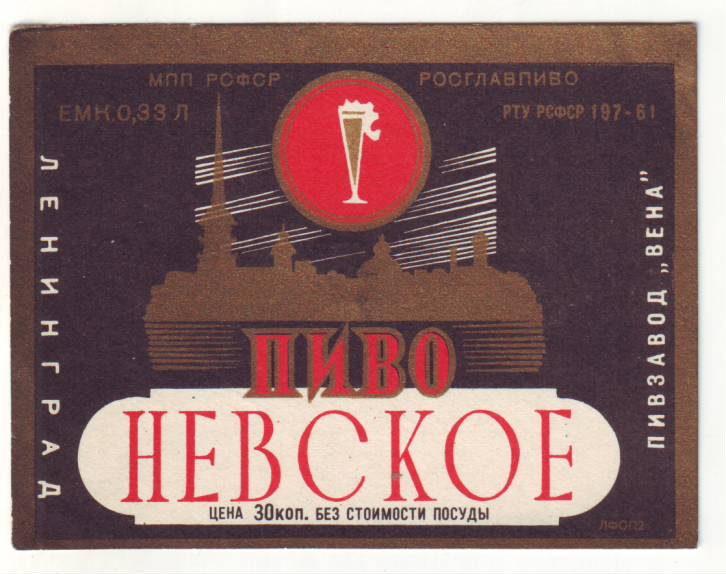 МПП РСФСР
РОСГЛАВПИВО
ЕМК.0,33 Л
РТУ РСФСР 197-61
ЛЕНИНГРАД
ПИВЗАВОД „ВЕНА"
ПИВО
НЕВСКОЕ
ЦЕНА 30коп. БЕЗ СТОИМОСТИ ПОСУДЫ
ЛФОП2